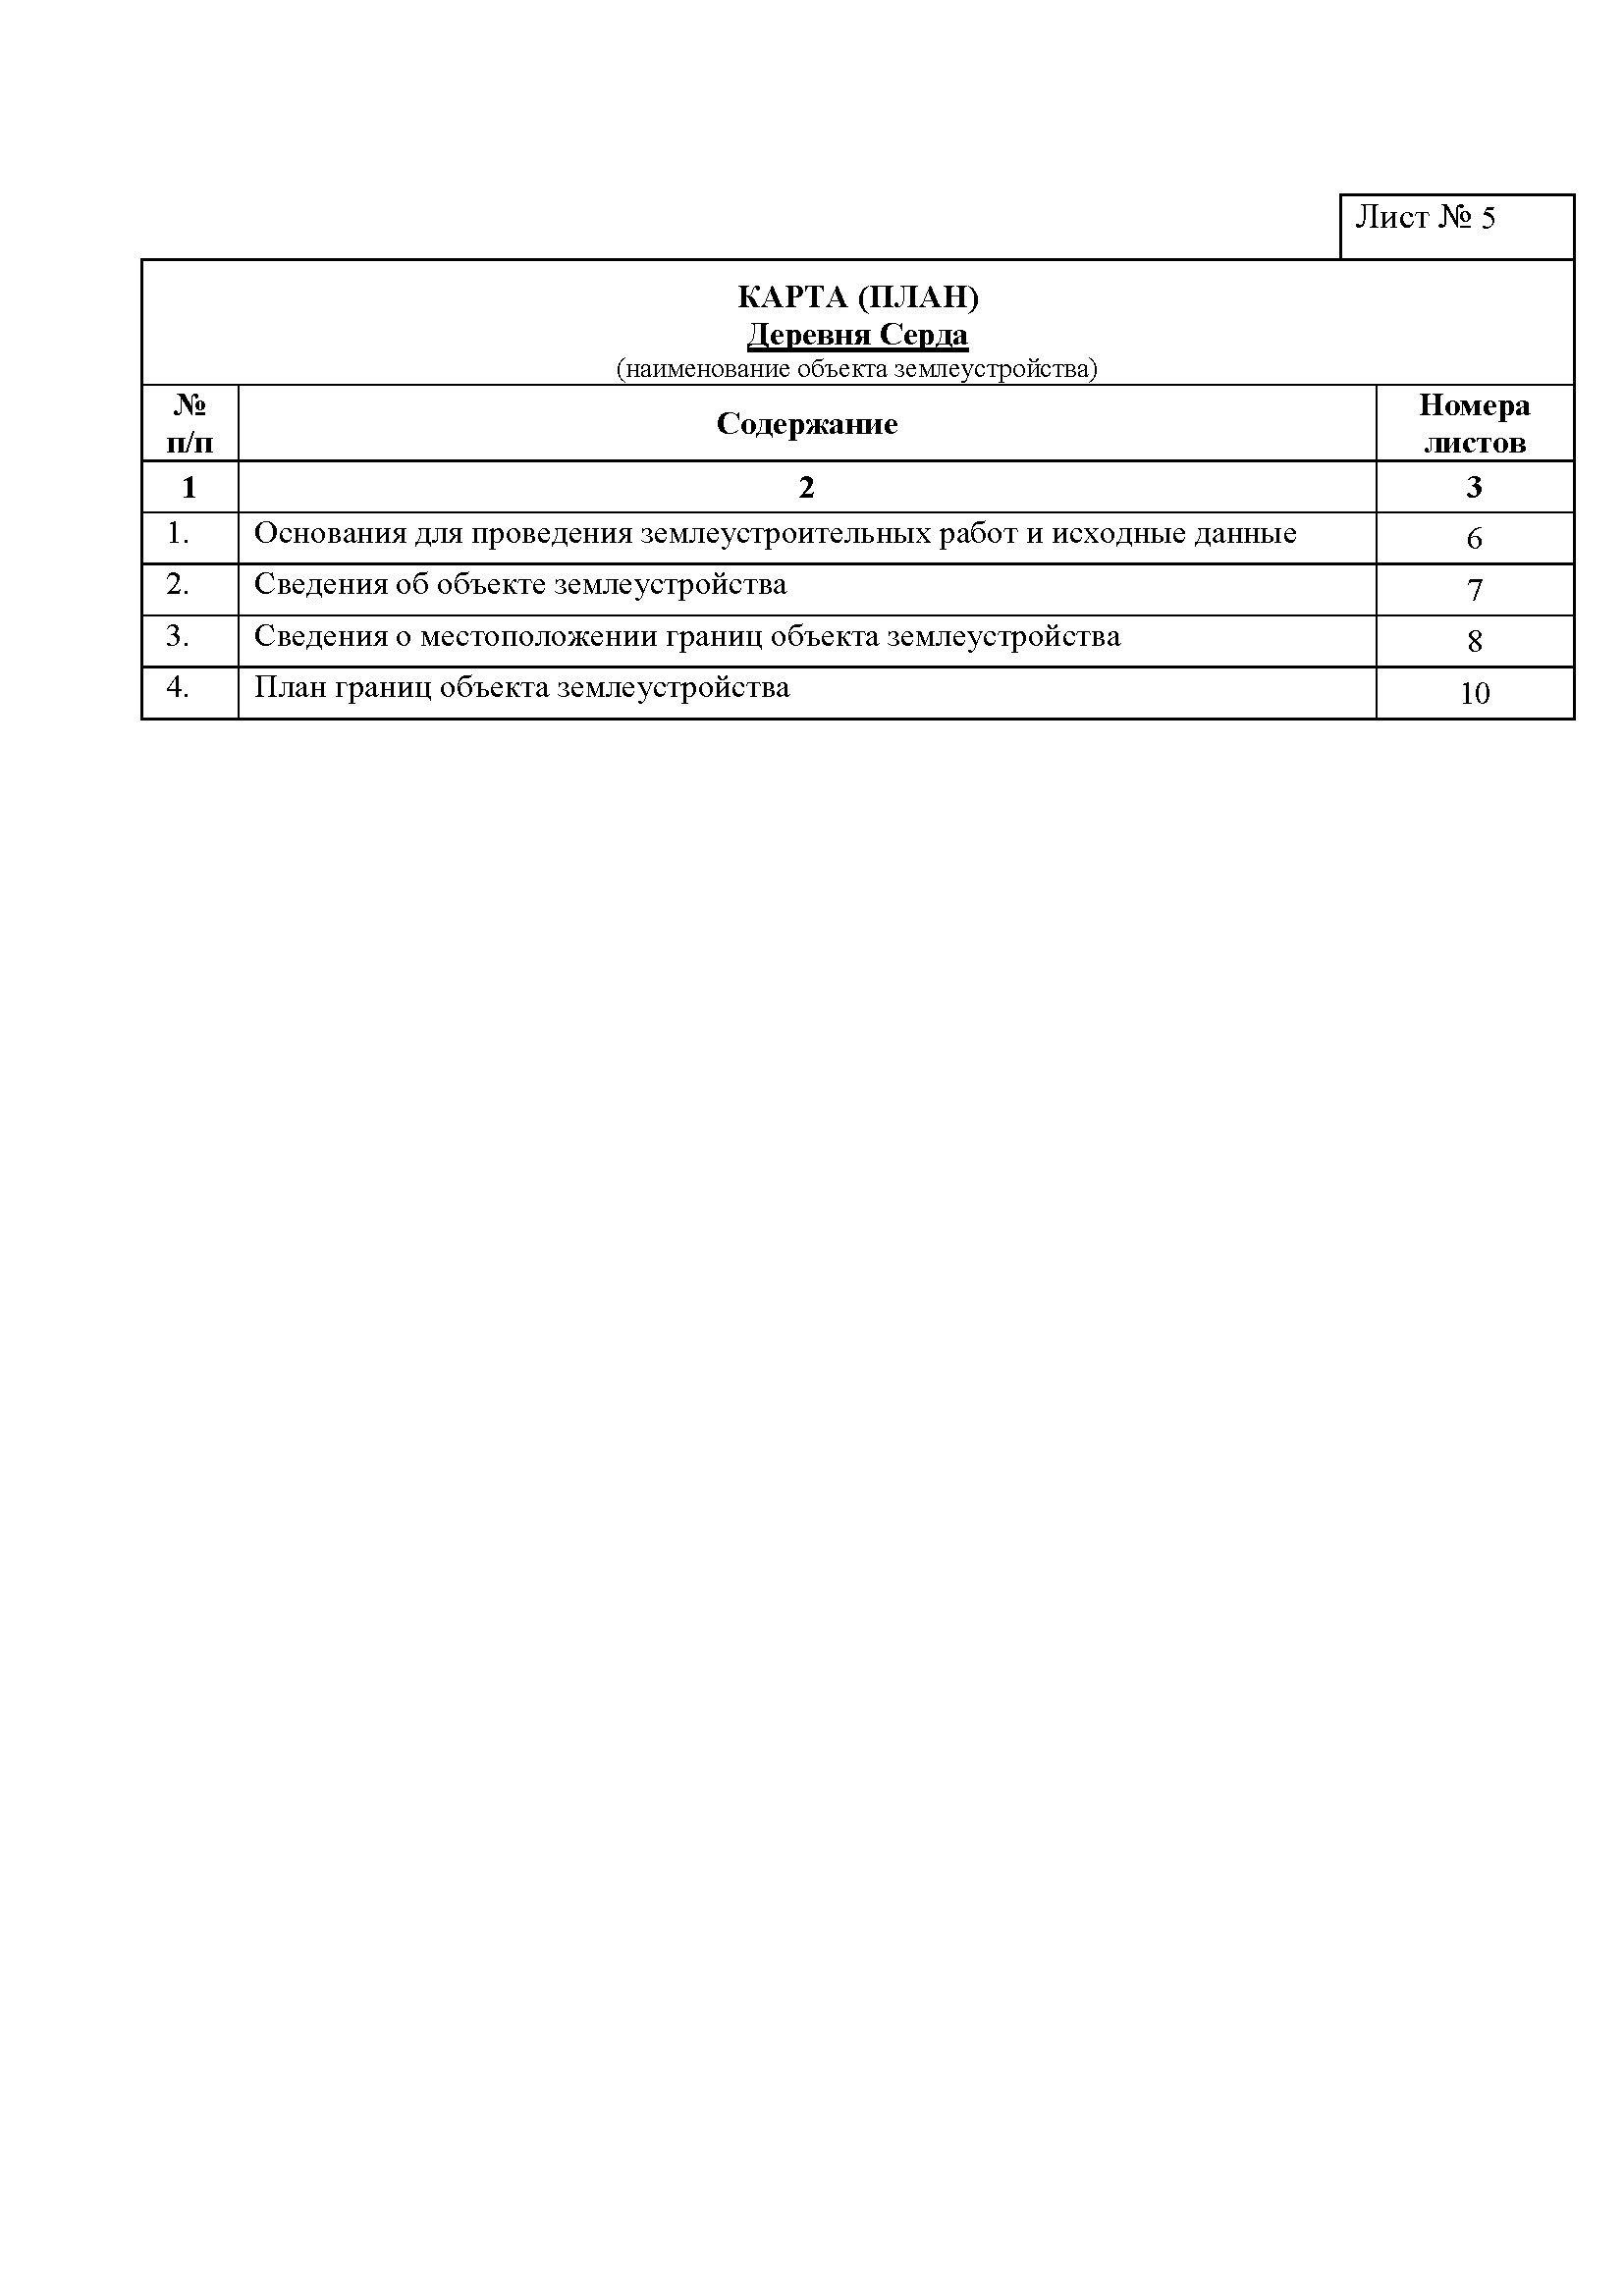 Лист № 5
КАРТА (ПЛАН)
Деревня Серда
(наименование объекта землеустройства)
№ п/п Содержание Номера листов
1 2 3
1. Основания для проведения землеустроительных работ и исходные данные 6
2. Сведения об объекте землеустройства 7
3. Сведения о местоположении границ объекта землеустройства 8
4. План границ объекта землеустройства 10